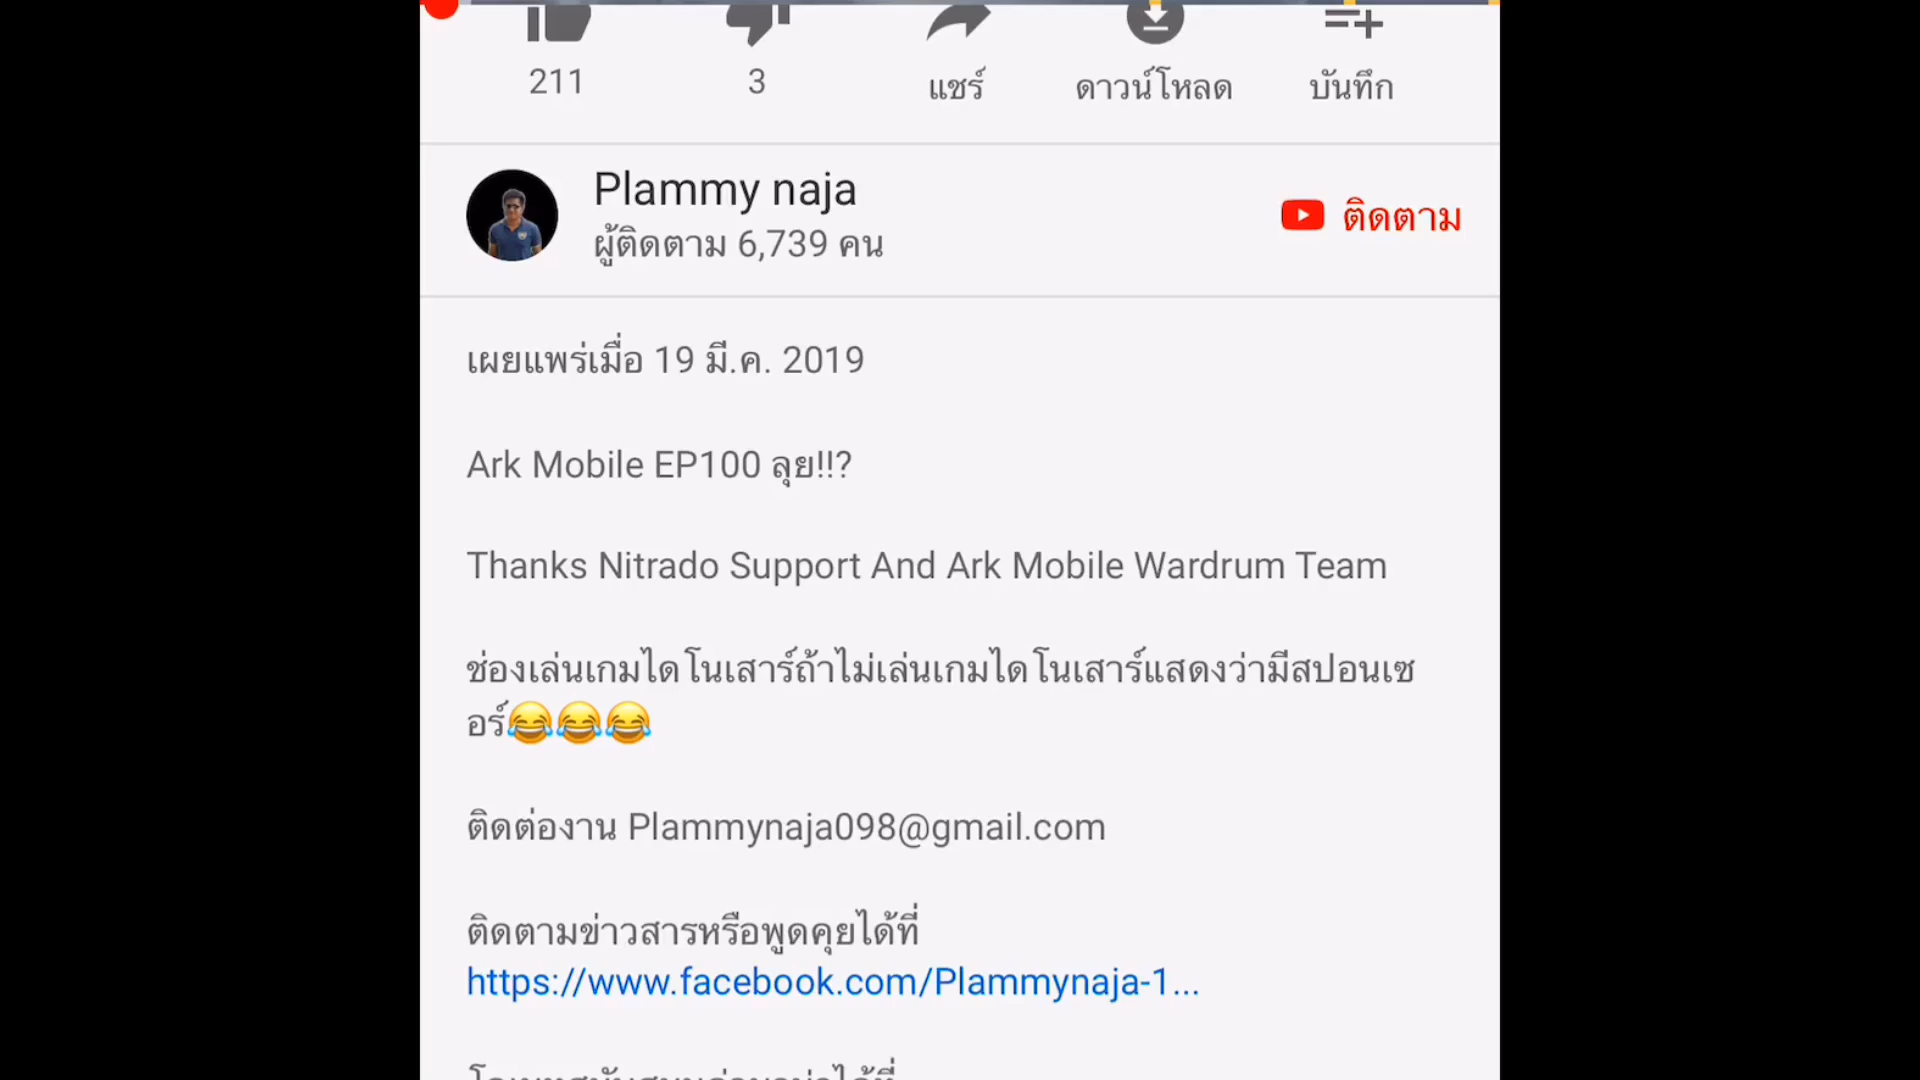 211 3 แชร์ ดาวน์โหลด บันทึก
Plammy naja
ผู้ติดตาม 6,739 คน
ติดตาม
เผยแพร่เมื่อ 19 มี.ค. 2019
Ark Mobile EP100 ลุย!!?
Thanks Nitrado Support And Ark Mobile Wardrum Team
ช่องเล่นเกมไดโนเสาร์ถ้าไม่เล่นเกมไดโนเสาร์แสดงว่ามีสปอนเซ
อร์😂😂😂
ติดต่องาน Plammynaja098@gmail.com
ติดตามข่าวสารหรือพูดคุยได้ที่
https://www.facebook.com/Plammynaja-1...